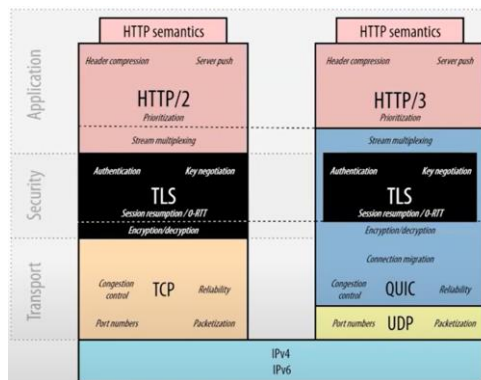 HTTP semantics
Header compression Server push
HTTP/2
Prioritization
Stream multiplexing
Authentication Key negotiation
TLS
Session resumption / 0-RTT
Encryption/decryption
Congestion control TCP Reliability
Port numbers Packetization
HTTP semantics
Header compression Server push
HTTP/3
Prioritization
Stream multiplexing
Authentication Key negotiation
TLS
Session resumption / 0-RTT
Encryption/decryption
Connection migration
Congestion control QUIC Reliability
Port numbers UDP Packetization
IPv4
IPv6
Application
Security
Transport